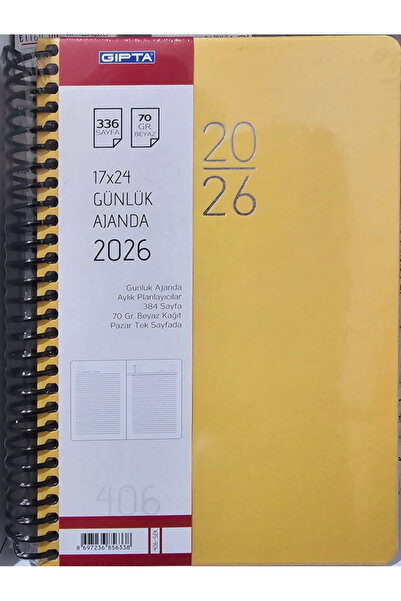 GIPTA
336
SAYFA
70
GR.
BEYAZ
17x24
GÜNLÜK
AJANDA
2026
Günlük Ajanda
Aylık Planlayıcılar
384 Sayfa
70 Gr. Beyaz Kağıt
Pazar Tek Sayfada
406
8 697236 856338
20
26